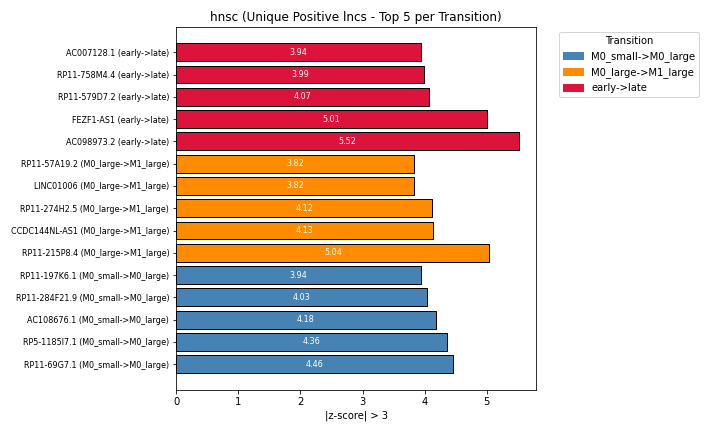 hnsc (Unique Positive lncs - Top 5 per Transition)
AC007128.1 (early->late)
3.94
RP11-758M4.4 (early->late)
3.99
RP11-579D7.2 (early->late)
4.07
FEZF1-AS1 (early->late)
5.01
AC098973.2 (early->late)
5.52
RP11-57A19.2 (M0_large->M1_large)
3.82
LINC01006 (M0_large->M1_large)
3.82
RP11-274H2.5 (M0_large->M1_large)
4.12
CCDC144NL-AS1 (M0_large->M1_large)
4.13
RP11-215P8.4 (M0_large->M1_large)
5.04
RP11-197K6.1 (M0_small->M0_large)
3.94
RP11-284F21.9 (M0_small->M0_large)
4.03
AC108676.1 (M0_small->M0_large)
4.18
RP5-1185I7.1 (M0_small->M0_large)
4.36
RP11-69G7.1 (M0_small->M0_large)
4.46
0 1 2 3 4 5
|z-score| > 3
Transition
M0_small->M0_large
M0_large->M1_large
early->late